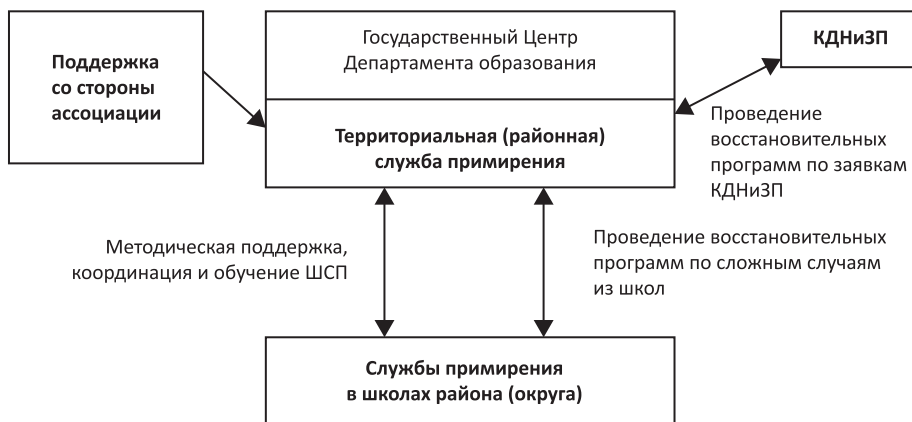 Поддержка
со стороны
ассоциации
Государственный Центр
Департамента образования
Территориальная (районная)
служба примирения
КДНиЗП
Проведение
восстановительных
программ по заявкам
КДНиЗП
Методическая поддержка,
координация и обучение ШСП
Проведение восстановительных
программ по сложным случаям
из школ
Службы примирения
в школах района (округа)